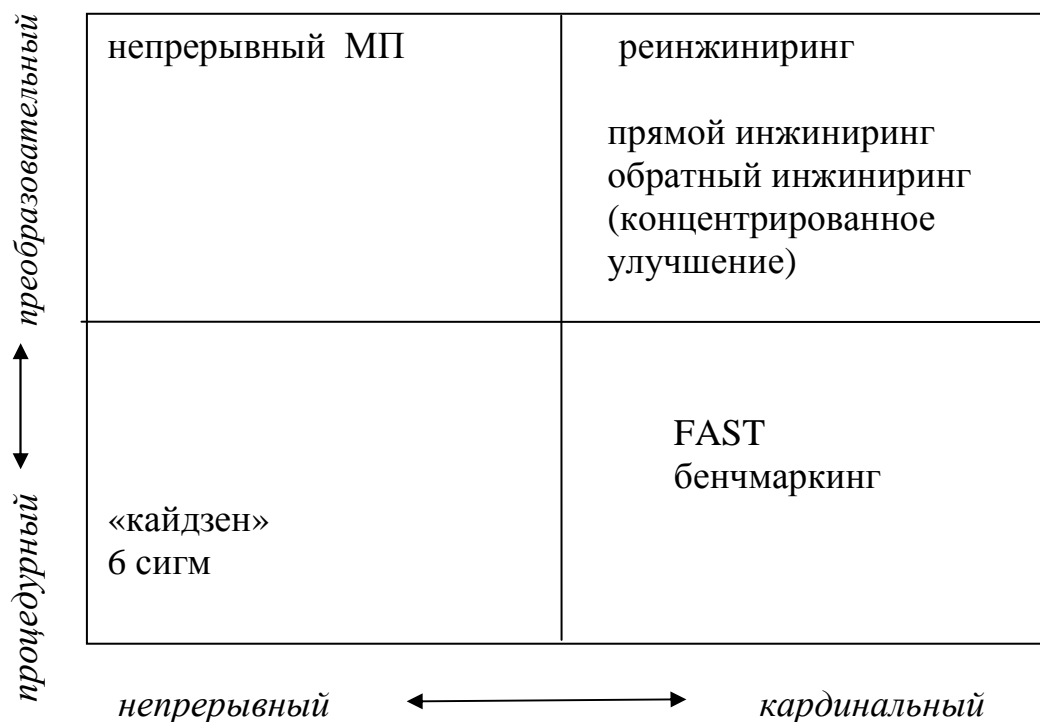 преобразовательный
непрерывный МП
реинжиниринг
прямой инжиниринг
обратный инжиниринг
(концентрированное
улучшение)
процедурный
«кайдзен»
6 сигм
FAST
бенчмаркинг
непрерывный
кардинальный